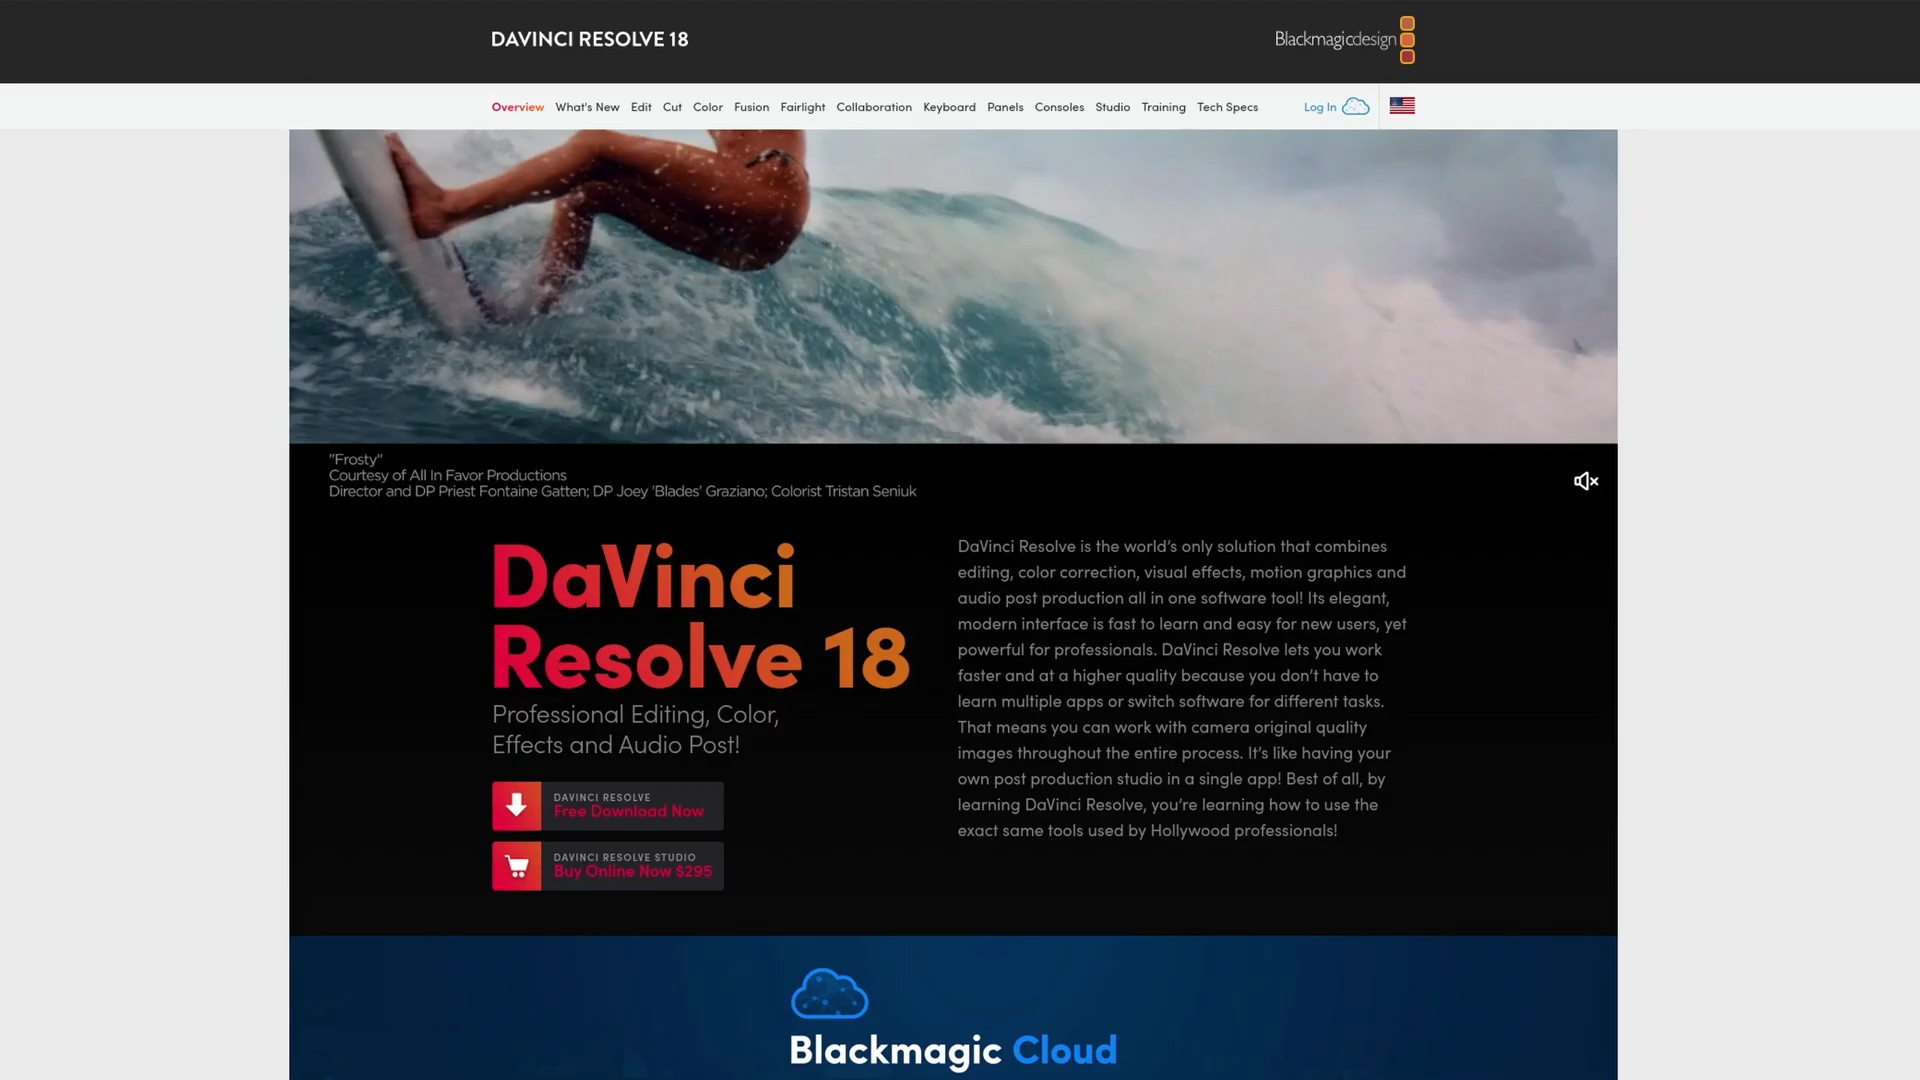 DAVINCI RESOLVE 18
Blackmagicdesign
Overview What's New Edit Cut Color Fusion Fairlight Collaboration Keyboard Panels Consoles Studio Training Tech Specs Log In
"Frosty"
Courtesy of All In Favor Productions
Director and DP Priest Fontaine Gatten; DP Joey 'Blades' Graziano; Colorist Tristan Seniuk
DaVinci
Resolve 18
Professional Editing, Color,
Effects and Audio Post!
DAVINCI RESOLVE
Free Download Now
DAVINCI RESOLVE STUDIO
Buy Online Now $295
DaVinci Resolve is the world’s only solution that combines
editing, color correction, visual effects, motion graphics and
audio post production all in one software tool! Its elegant,
modern interface is fast to learn and easy for new users, yet
powerful for professionals. DaVinci Resolve lets you work
faster and at a higher quality because you don’t have to
learn multiple apps or switch software for different tasks.
That means you can work with camera original quality
images throughout the entire process. It’s like having your
own post production studio in a single app! Best of all, by
learning DaVinci Resolve, you’re learning how to use the
exact same tools used by Hollywood professionals!
Blackmagic Cloud